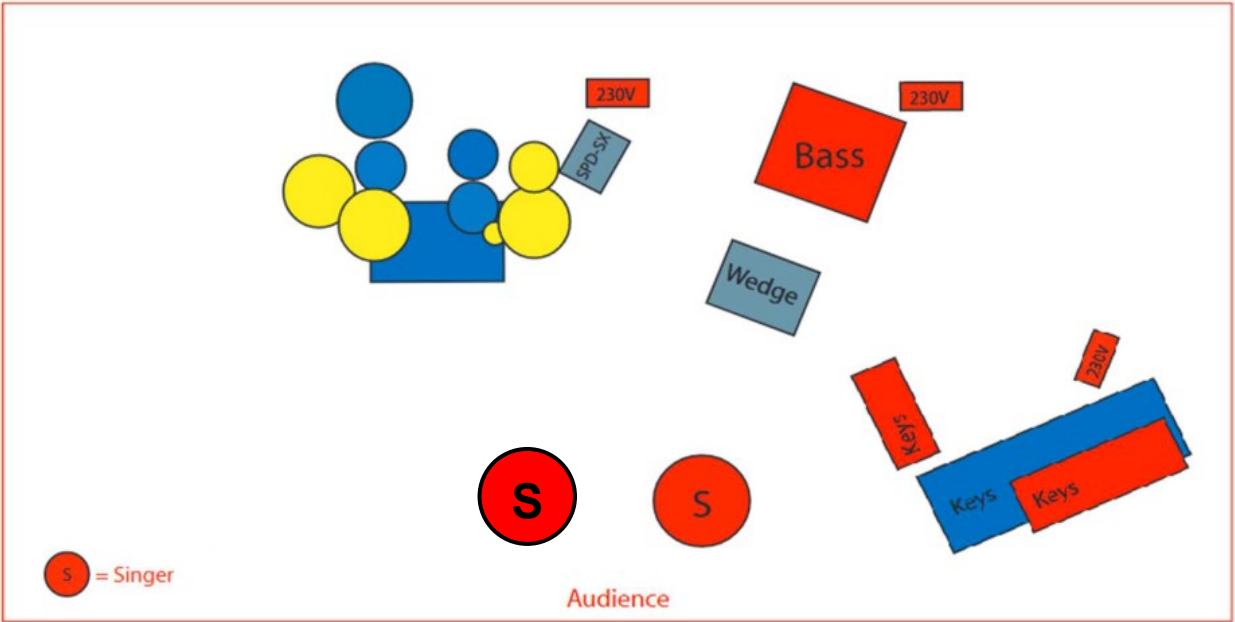 230V
230V
SPD-SX
Bass
Wedge
230V
Keys
Keys
Keys
S
S
S = Singer
Audience